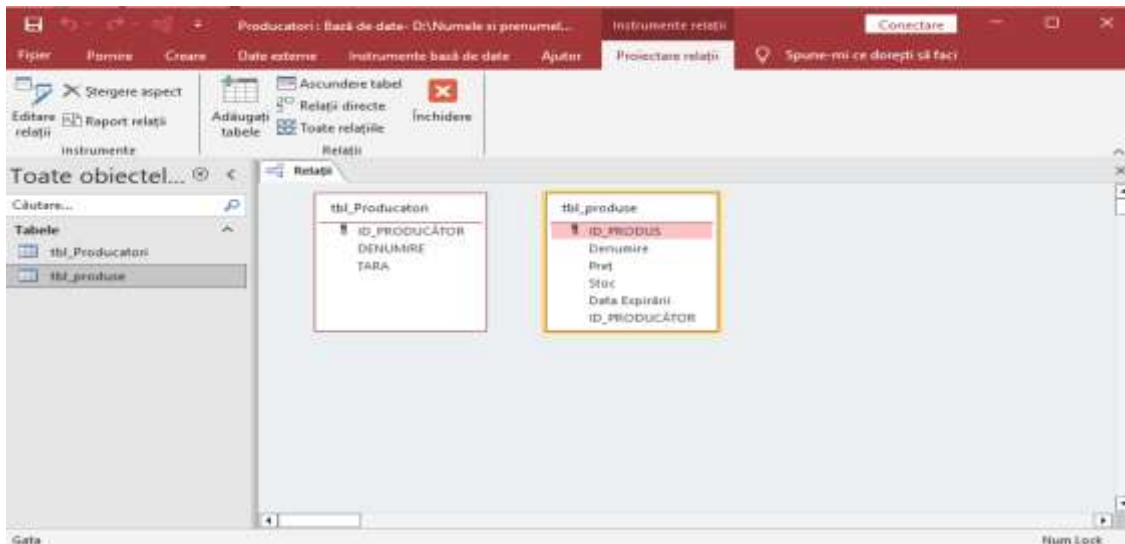 Producatori : Bază de date- D:\Numele si prenumel...
Instrumente relații
Conectare
Fișier Pornire Creare Date externe Instrumente bază de date Ajutor Proiectare relații Spune-mi ce dorești să faci
Editare relații
Ștergere aspect
Raport relații
Instrumente
Adăugați tabele
Ascundere tabel
Relații directe
Toate relațiile
Închidere
Relații
Toate obiectel...
Căutare...
Tabele
tbl_Producatori
tbl_produse
Relații
tbl_Producatori
ID_PRODUCĂTOR
DENUMIRE
TARA
tbl_produse
ID_PRODUS
Denumire
Preț
Stoc
Data Expirării
ID_PRODUCĂTOR
Gata
Num Lock